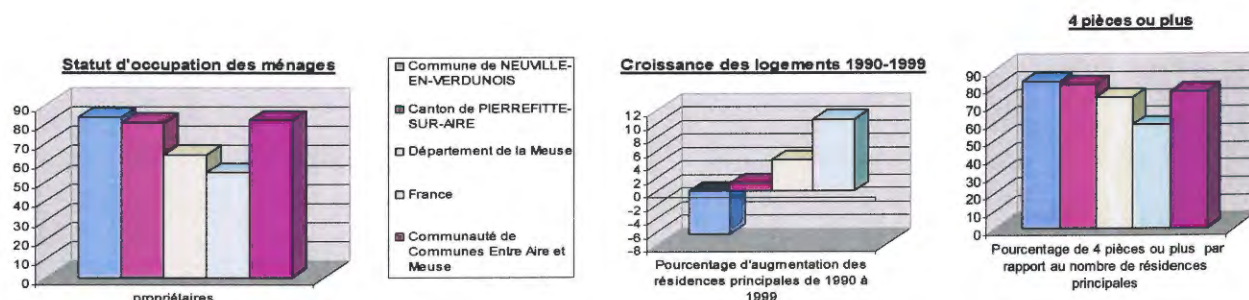 4 pièces ou plus
Statut d'occupation des ménages
90
80
70
60
50
40
30
20
10
0
propriétaires
Commune de NEUVILLE-
EN-VERDUNOIS
Canton de PIERREFITTE-
SUR-AIRE
Département de la Meuse
France
Communauté de
Communes Entre Aire et
Meuse
Croissance des logements 1990-1999
12
10
8
6
4
2
0
-2
-4
-6
-8
Pourcentage d'augmentation des
résidences principales de 1990 à
1999
90
80
70
60
50
40
30
20
10
0
Pourcentage de 4 pièces ou plus par
rapport au nombre de résidences
principales